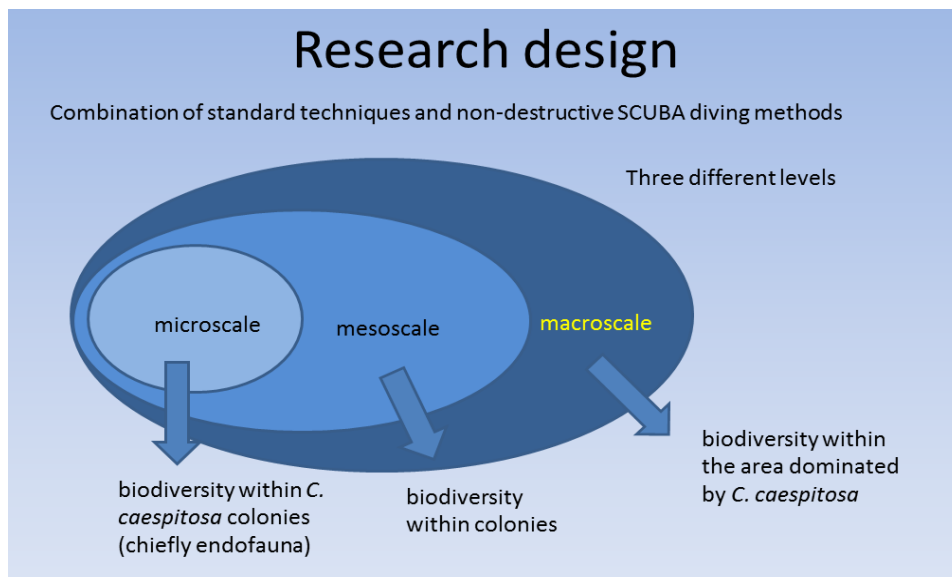 Research design
Combination of standard techniques and non-destructive SCUBA diving methods
Three different levels
microscale
mesoscale
macroscale
biodiversity within C.
caespitosa colonies
(chiefly endofauna)
biodiversity
within colonies
biodiversity within
the area dominated
by C. caespitosa